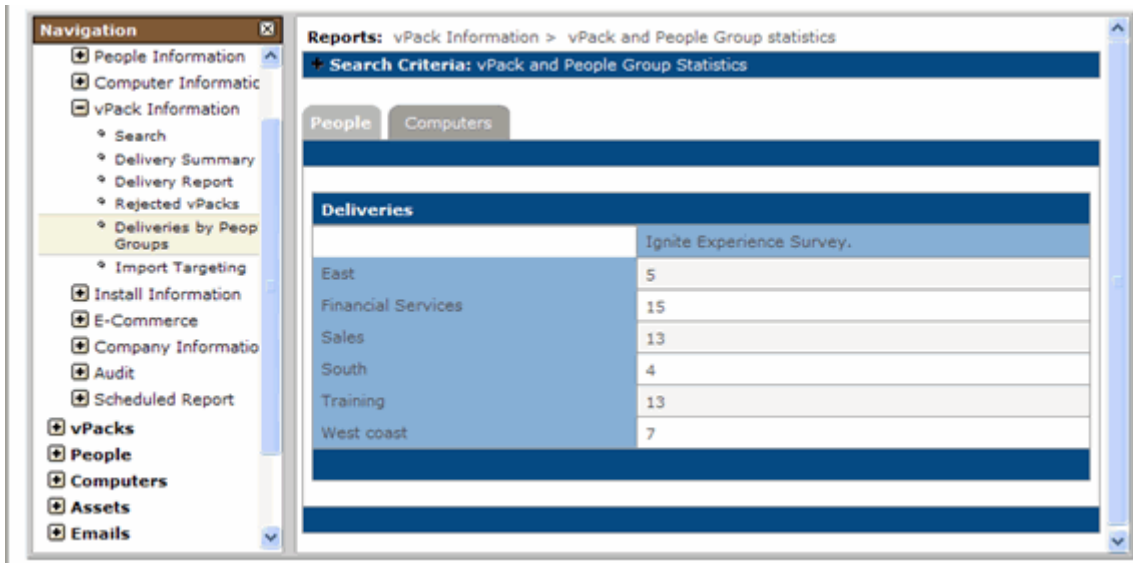 Navigation
People Information
Computer Informatic
vPack Information
Search
Delivery Summary
Delivery Report
Rejected vPacks
Deliveries by Peop
Groups
Import Targeting
Install Information
E-Commerce
Company Informatio
Audit
Scheduled Report
vPacks
People
Computers
Assets
Emails
Reports: vPack Information > vPack and People Group statistics
Search Criteria: vPack and People Group Statistics
People Computers
Deliveries
Ignite Experience Survey.
East 5
Financial Services 15
Sales 13
South 4
Training 13
West coast 7